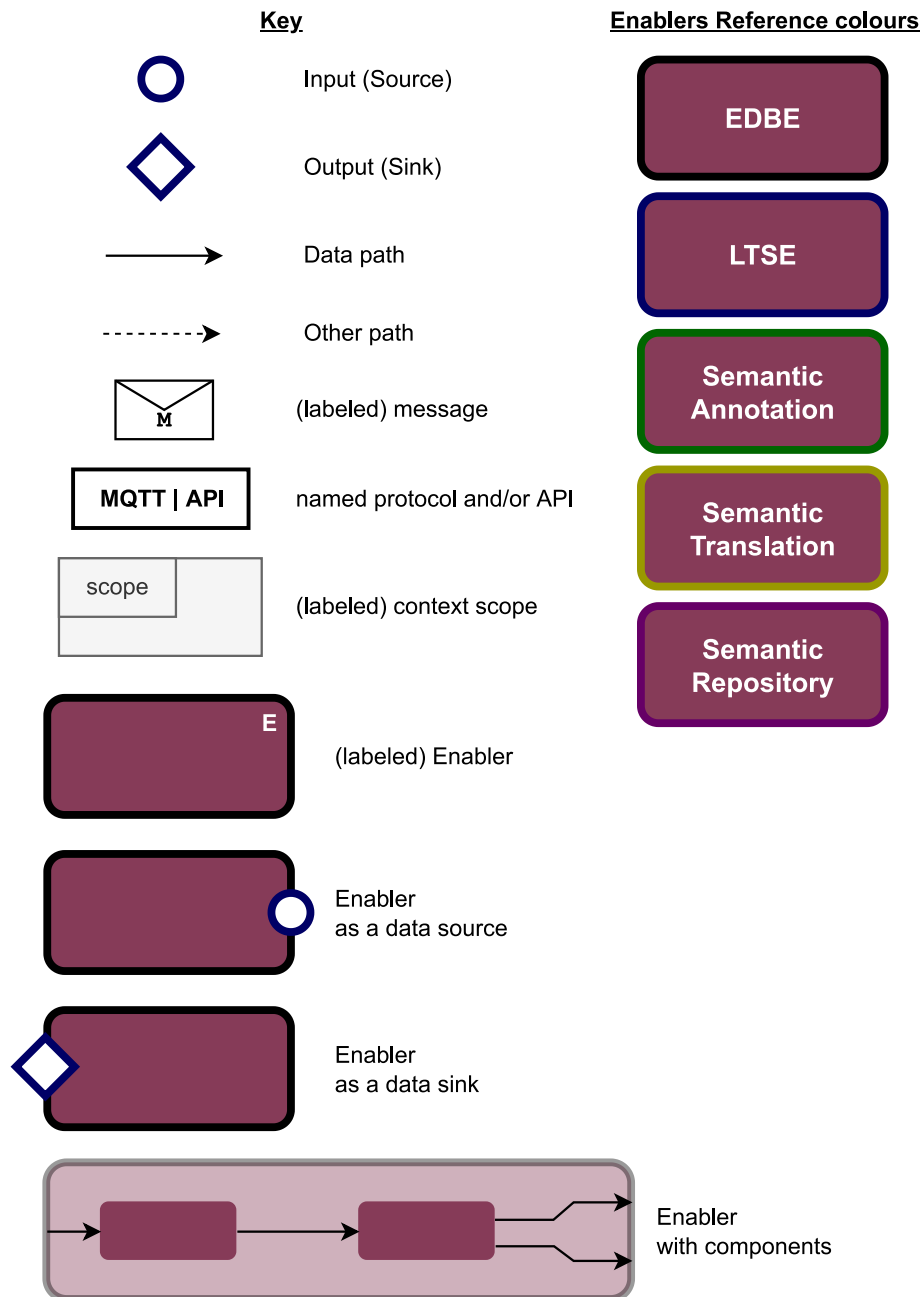 Key
Input (Source)
Output (Sink)
Data path
Other path
M
(labeled) message
MQTT | API
named protocol and/or API
scope
(labeled) context scope
E
(labeled) Enabler
Enabler
as a data source
Enabler
as a data sink
Enabler
with components
Enablers Reference colours
EDBE
LTSE
Semantic
Annotation
Semantic
Translation
Semantic
Repository